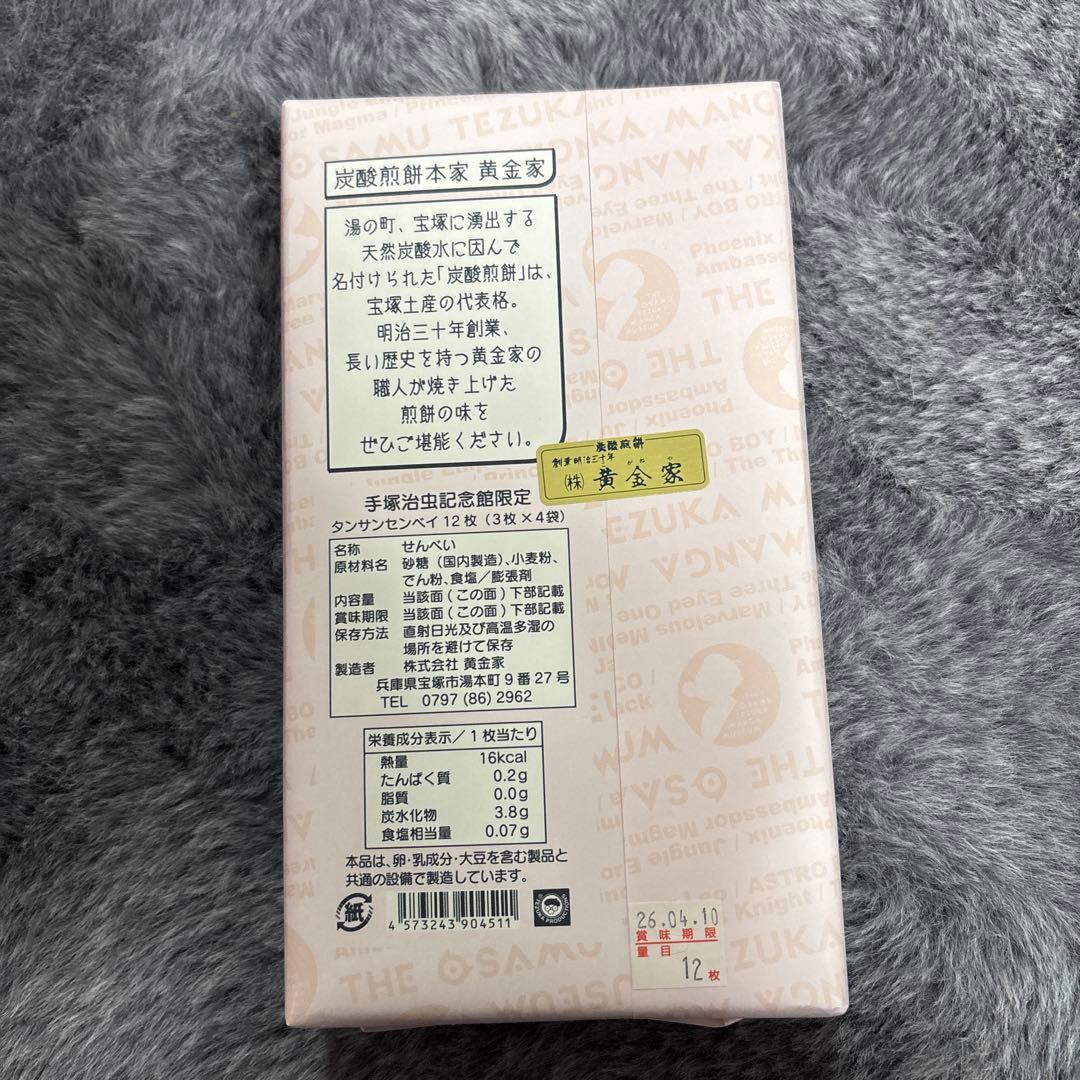 炭酸煎餅本家 黄金家
湯の町、宝塚に湧出する
天然炭酸水に因んで
名付けられた「炭酸煎餅」は、
宝塚土産の代表格。
明治三十年創業、
長い歴史を持つ黄金家の
職人が焼き上げた
煎餅の味を
ぜひご堪能ください。
炭酸煎餅
創業明治三十年
がねや
(株) 黄金家
手塚治虫記念館限定
タンサンセンベイ 12枚 (3枚×4袋)
名称 せんべい
原材料名 砂糖 (国内製造)、小麦粉、
でん粉、食塩/膨張剤
内容量 当該面 (この面) 下部記載
賞味期限 当該面 (この面) 下部記載
保存方法 直射日光及び高温多湿の
場所を避けて保存
製造者 株式会社 黄金家
兵庫県宝塚市湯本町9番27号
TEL 0797 (86) 2962
栄養成分表示/1枚当たり
熱量 16kcal
たんぱく質 0.2g
脂質 0.0g
炭水化物 3.8g
食塩相当量 0.07g
本品は、卵・乳成分・大豆を含む製品と
共通の設備で製造しています。
紙
4 573243 904511
©TEZUKA PRODUCTIONS
26.04.10
賞味期限
量目
12枚
OSAMU TEZUKA
TEZUKA MANGA
THE OSAMU
Phoenix